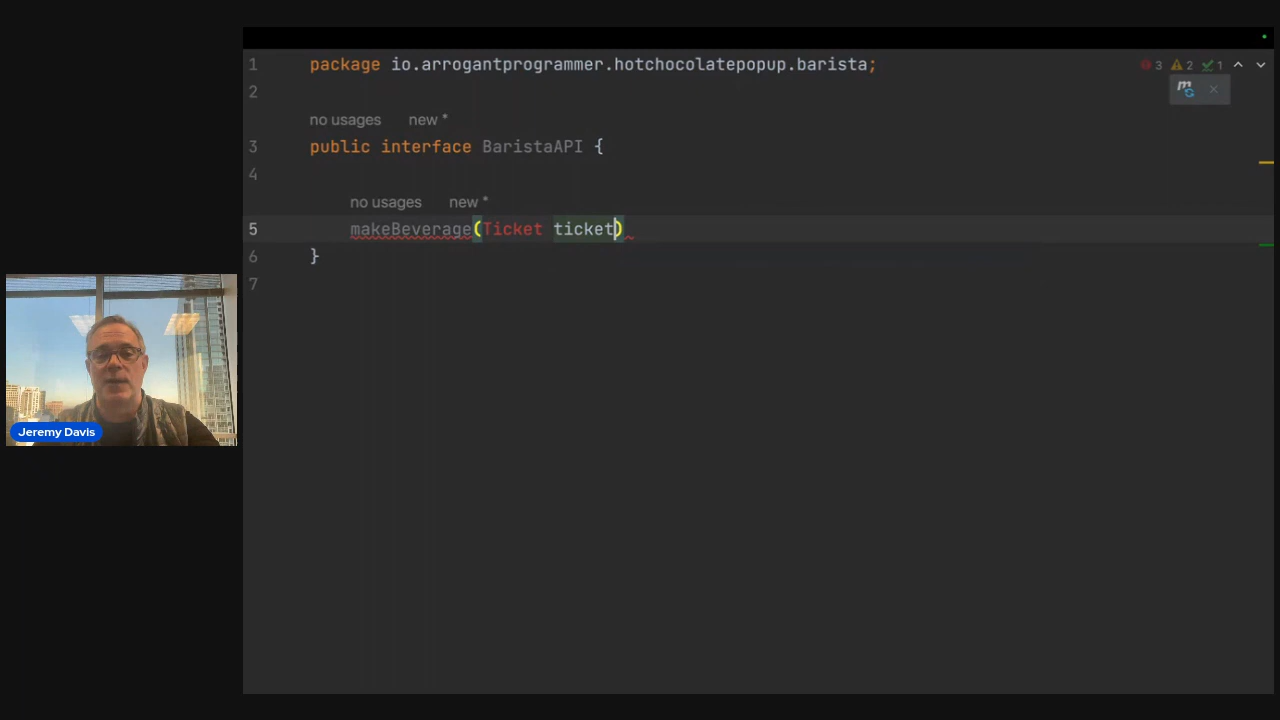 1 package io.arrogantprogrammer.hotchocolatepopup.barista;
3 2 1
2
no usages new *
3 public interface BaristaAPI {
4
no usages new *
5 makeBeverage(Ticket ticket)
6 }
7
Jeremy Davis